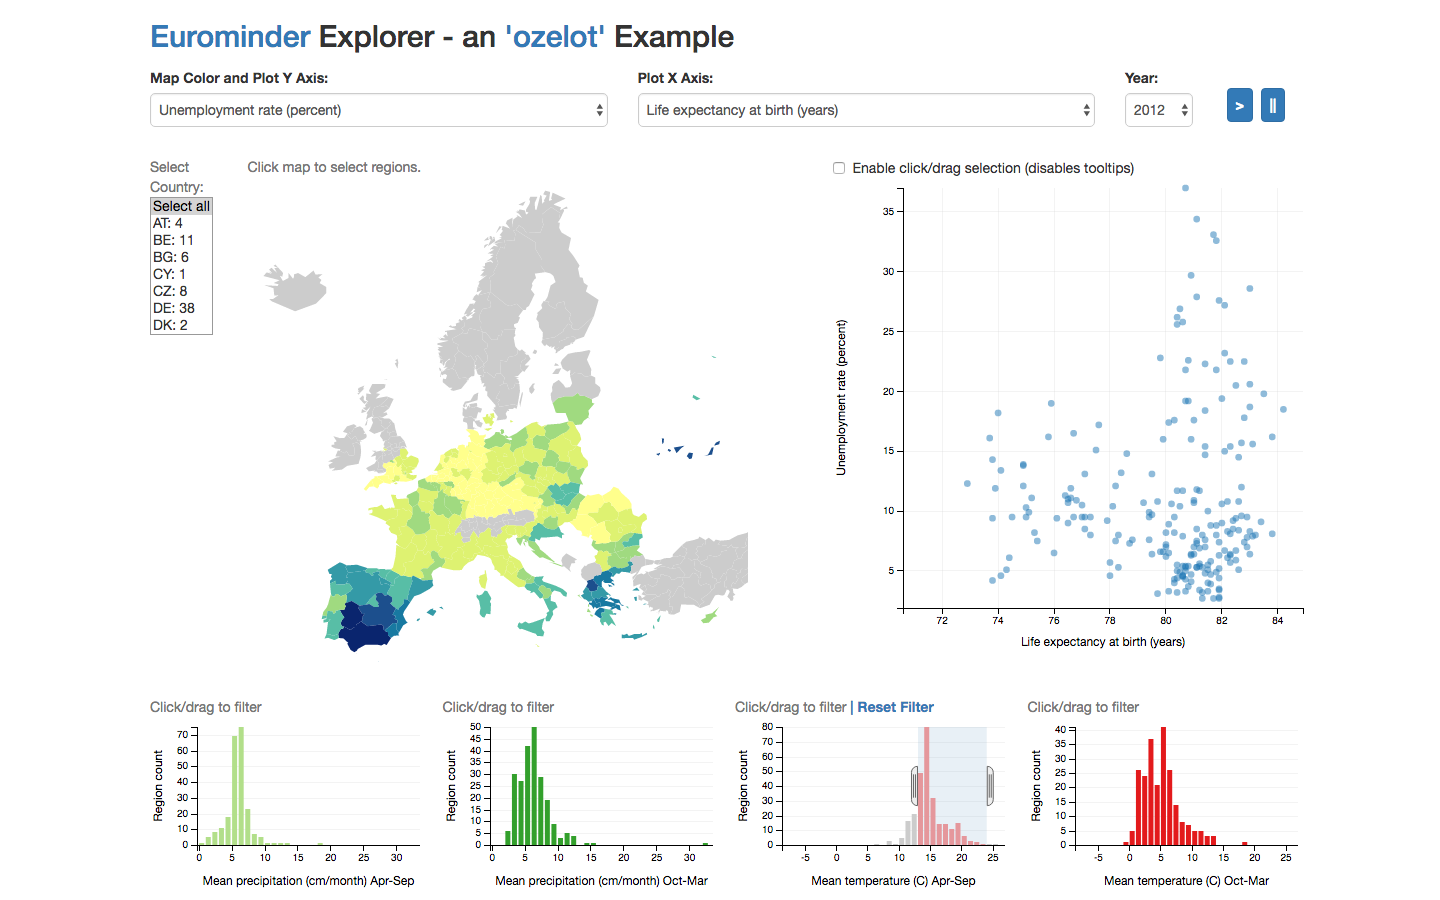 Eurominder Explorer - an 'ozelot' Example
Map Color and Plot Y Axis:
Plot X Axis:
Year:
Unemployment rate (percent)
Life expectancy at birth (years)
2012
>
||
Select
Country:
Click map to select regions.
Enable click/drag selection (disables tooltips)
Select all
AT: 4
BE: 11
BG: 6
CY: 1
CZ: 8
DE: 38
DK: 2
Unemployment rate (percent)
35
30
25
20
15
10
5
72 74 76 78 80 82 84
Life expectancy at birth (years)
Click/drag to filter
Region count
70
60
50
40
30
20
10
0
0 5 10 15 20 25 30
Mean precipitation (cm/month) Apr-Sep
Click/drag to filter
Region count
50
45
40
35
30
25
20
15
10
5
0
0 5 10 15 20 25 30
Mean precipitation (cm/month) Oct-Mar
Click/drag to filter | Reset Filter
Region count
80
70
60
50
40
30
20
10
0
-5 0 5 10 15 20 25
Mean temperature (C) Apr-Sep
Click/drag to filter
Region count
40
35
30
25
20
15
10
5
0
-5 0 5 10 15 20 25
Mean temperature (C) Oct-Mar